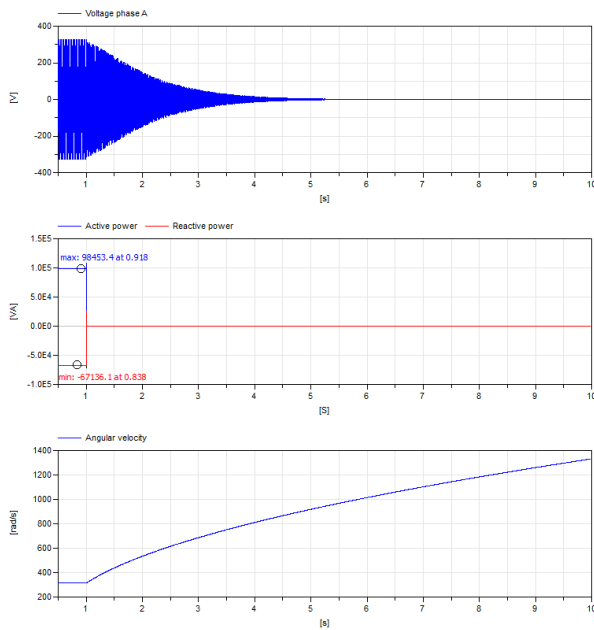 Voltage phase A
400
200
0
-200
-400
[V]
1 2 3 4 5 6 7 8 9 10
[s]
Active power Reactive power
1.5E5
1.0E5
5.0E4
0.0E0
-5.0E4
-1.0E5
[VA]
max: 98453.4 at 0.918
min: -67136.1 at 0.838
1 2 3 4 5 6 7 8 9 10
[S]
Angular velocity
1400
1200
1000
800
600
400
200
[rad/s]
1 2 3 4 5 6 7 8 9 10
[s]